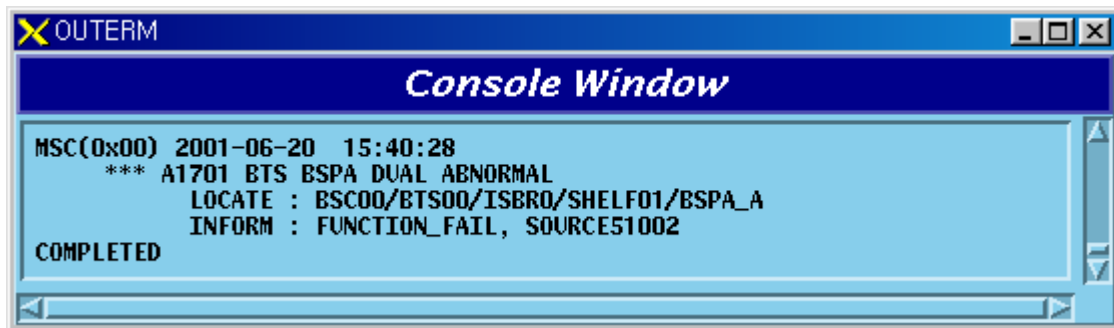 OUTERM
Console Window
MSC(0x00) 2001-06-20 15:40:28
*** A1701 BTS BSPA DUAL ABNORMAL
LOCATE : BSC00/BTS00/ISBR0/SHELF01/BSPA_A
INFORM : FUNCTION_FAIL, SOURCE51002
COMPLETED